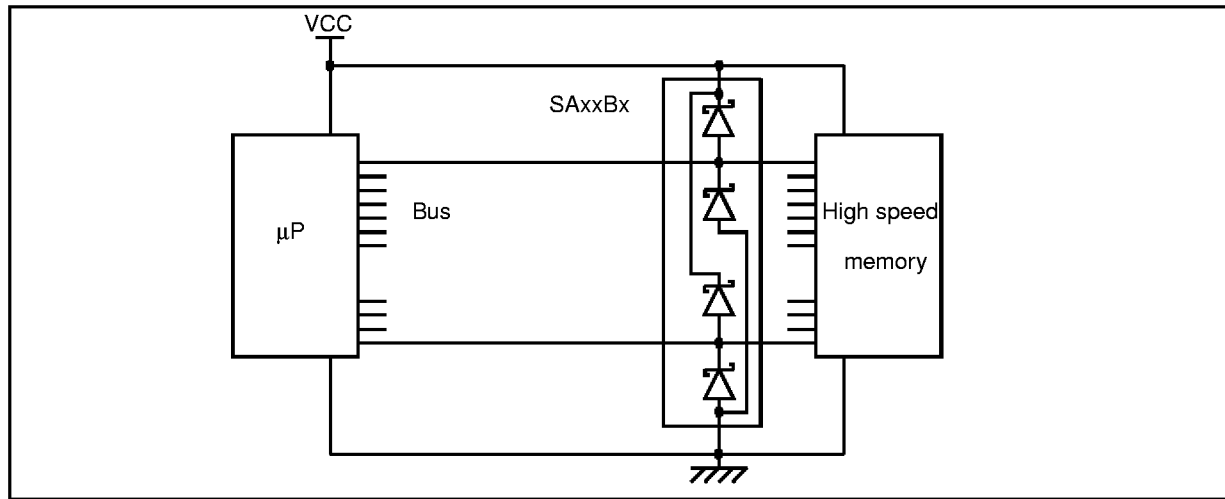 VCC
SAxxBx
μP
Bus
High speed
memory